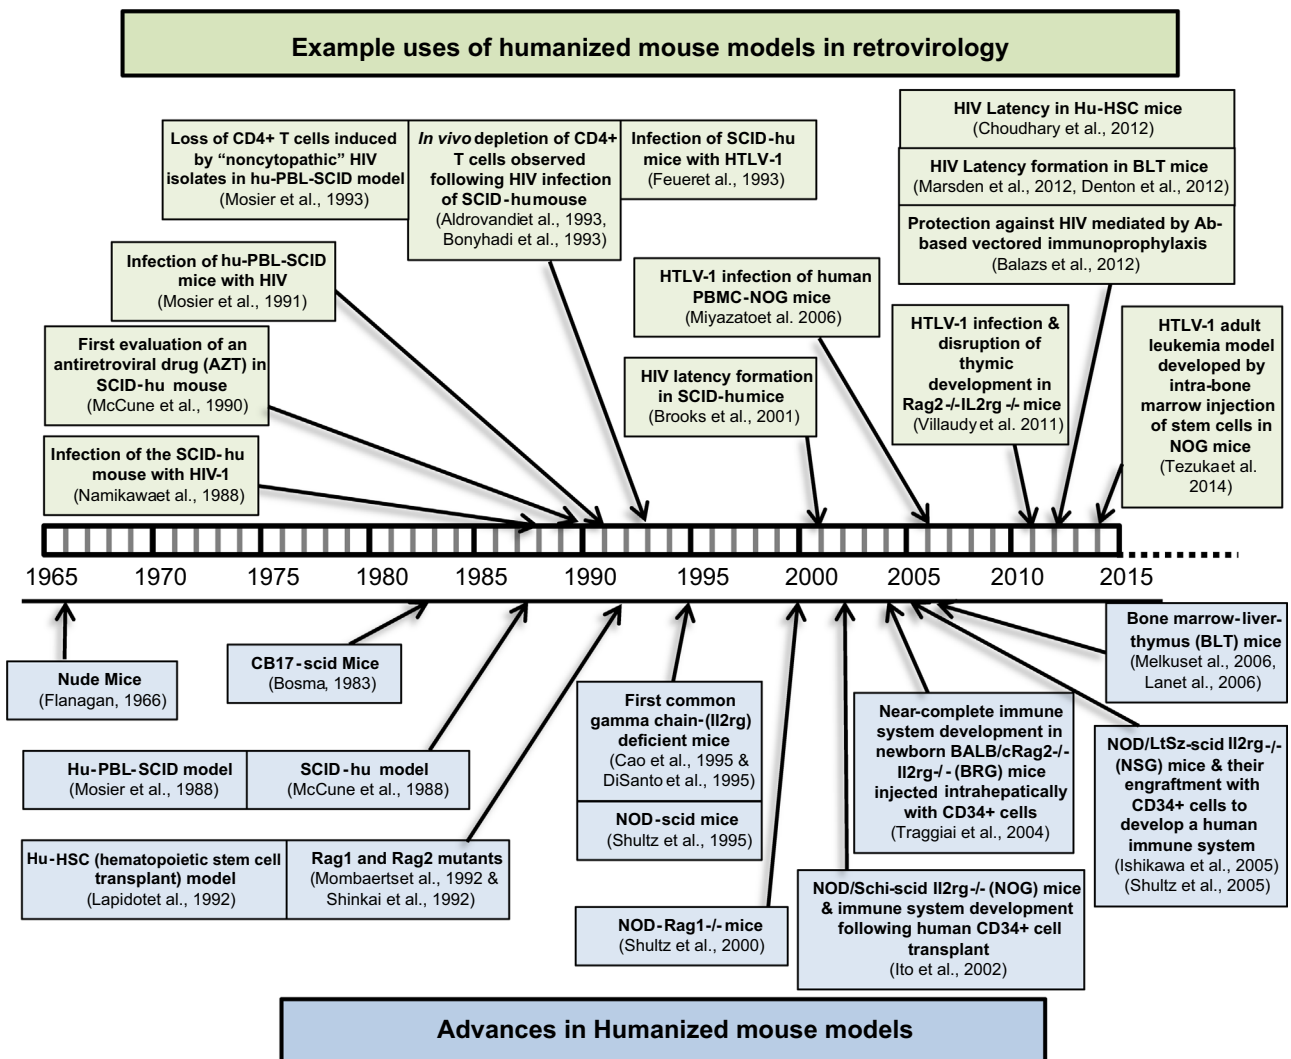 Example uses of humanized mouse models in retrovirology
Loss of CD4+ T cells induced
by “noncytopathic” HIV
isolates in hu-PBL-SCID model
(Mosier et al., 1993)
In vivo depletion of CD4+
T cells observed
following HIV infection
of SCID-humouse
(Aldrovandiet al., 1993,
Bonyhadi et al., 1993)
Infection of SCID-hu
mice with HTLV-1
(Feueret al., 1993)
HIV Latency in Hu-HSC mice
(Choudhary et al., 2012)
HIV Latency formation in BLT mice
(Marsden et al., 2012, Denton et al., 2012)
Protection against HIV mediated by Ab-
based vectored immunoprophylaxis
(Balazs et al., 2012)
Infection of hu-PBL-SCID
mice with HIV
(Mosier et al., 1991)
HTLV-1 infection of human
PBMC-NOG mice
(Miyazatoet al. 2006)
First evaluation of an
antiretroviral drug (AZT) in
SCID-hu mouse
(McCune et al., 1990)
HIV latency formation
in SCID-humice
(Brooks et al., 2001)
HTLV-1 infection &
disruption of
thymic
development in
Rag2-/-IL2rg -/- mice
(Villaudyet al. 2011)
HTLV-1 adult
leukemia model
developed by
intra-bone
marrow injection
of stem cells in
NOG mice
(Tezukaet al.
2014)
Infection of the SCID-hu
mouse with HIV-1
(Namikawaet al., 1988)
1965 1970 1975 1980 1985 1990 1995 2000 2005 2010 2015
Nude Mice
(Flanagan, 1966)
CB17-scid Mice
(Bosma, 1983)
Bone marrow-liver-
thymus (BLT) mice
(Melkuset al., 2006,
Lanet al., 2006)
First common
gamma chain-(Il2rg)
deficient mice
(Cao et al., 1995 &
DiSanto et al., 1995)
NOD-scid mice
(Shultz et al., 1995)
Near-complete immune
system development in
newborn BALB/cRag2-/-
Il2rg-/- (BRG) mice
injected intrahepatically
with CD34+ cells
(Traggiai et al., 2004)
NOD/LtSz-scid Il2rg-/-
(NSG) mice & their
engraftment with
CD34+ cells to
develop a human
immune system
(Ishikawa et al., 2005)
(Shultz et al., 2005)
Hu-PBL-SCID model
(Mosier et al., 1988)
SCID-hu model
(McCune et al., 1988)
Hu-HSC (hematopoietic stem cell
transplant) model
(Lapidotet al., 1992)
Rag1 and Rag2 mutants
(Mombaertset al., 1992 &
Shinkai et al., 1992)
NOD-Rag1-/- mice
(Shultz et al., 2000)
NOD/Schi-scid Il2rg-/- (NOG) mice
& immune system development
following human CD34+ cell
transplant
(Ito et al., 2002)
Advances in Humanized mouse models